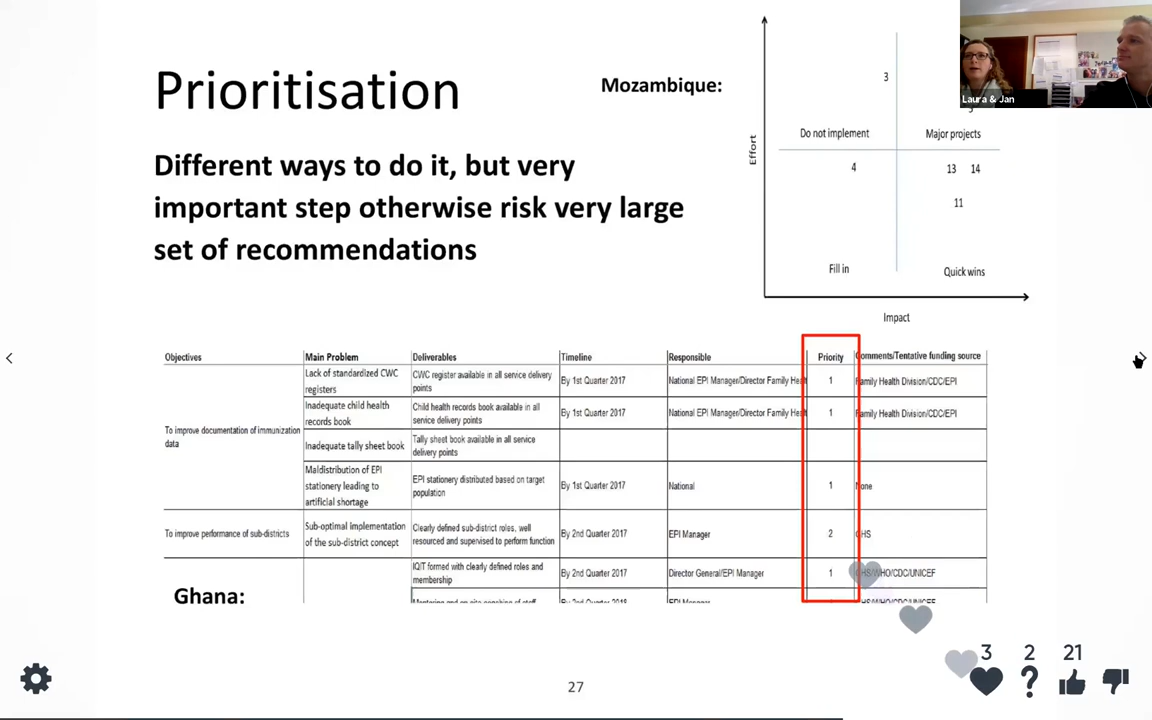 Prioritisation
Mozambique:
Laura & Jan
Different ways to do it, but very
important step otherwise risk very large
set of recommendations
Effort
3
Do not implement
Major projects
4
13 14
11
Fill in
Quick wins
Impact
Objectives Main Problem Deliverables Timeline Responsible Priority Comments/Tentative funding source
To improve documentation of immunization
data
Lack of standardized CWC
registers
CWC register available in all service delivery
points
By 1st Quarter 2017
National EPI Manager/Director Family Heal
1
Family Health Division/CDC/EPI
Inadequate child health
records book
Child health records book available in all
service delivery points
By 1st Quarter 2017
National EPI Manager/Director Family Heal
1
Family Health Division/CDC/EPI
Inadequate tally sheet book
Tally sheet book available in all service
delivery points
Maldistribution of EPI
stationery leading to
artificial shortage
EPI stationery distributed based on target
population
By 1st Quarter 2017
National
1
None
To improve performance of sub-districts
Sub-optimal implementation
of the sub-district concept
Clearly defined sub-district roles, well
resourced and supervised to perform function
By 2nd Quarter 2017
EPI Manager
2
GHS
IQIT formed with clearly defined roles and
membership
By 2nd Quarter 2017
Director General/EPI Manager
1
GHS/WHO/CDC/UNICEF
Ghana:
27
3 2 21